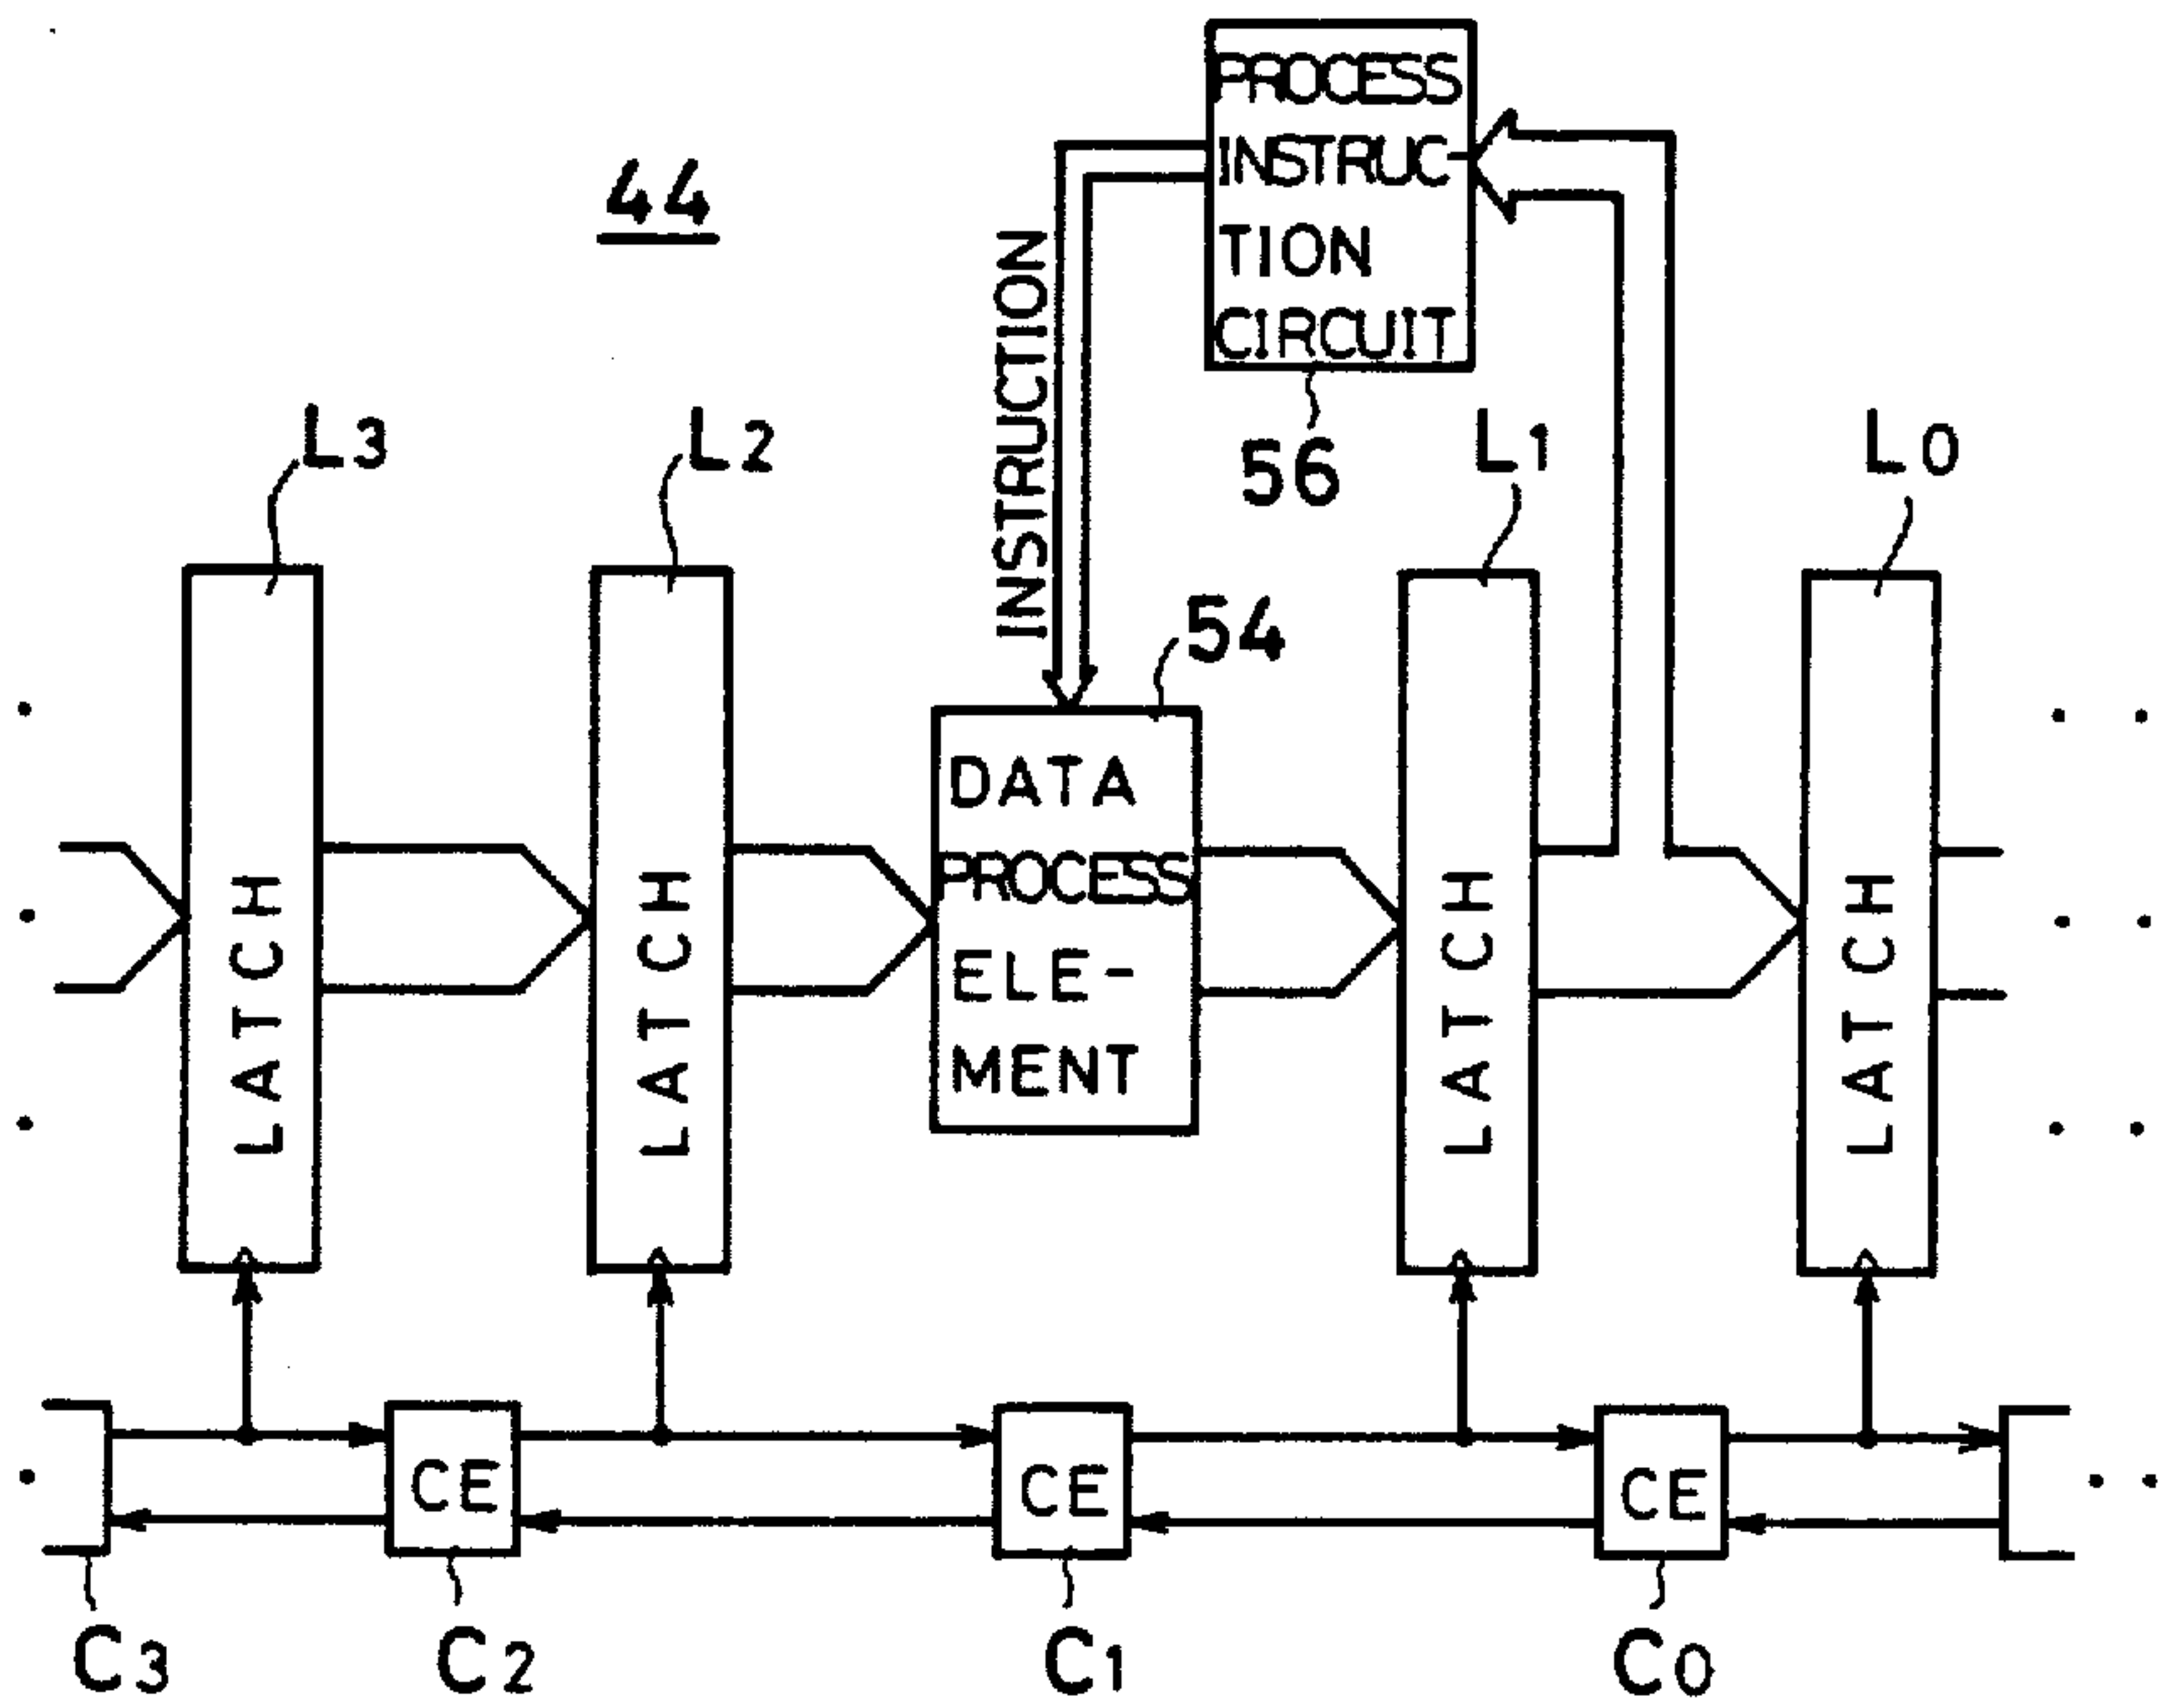 PROCESS
INSTRUC-
TION
CIRCUIT
44
INSTRUCTION
L3
L2
56
L1
L0
54
LATCH
LATCH
DATA
PROCESS
ELE-
MENT
LATCH
LATCH
CE
CE
CE
C3
C2
C1
C0